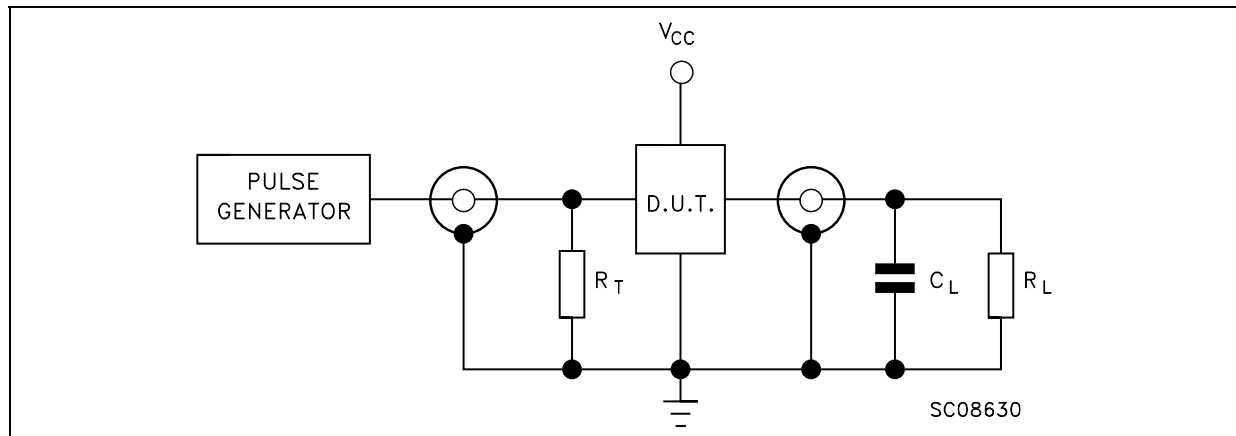 VCC
PULSE
GENERATOR
D.U.T.
RT
CL
RL
SC08630